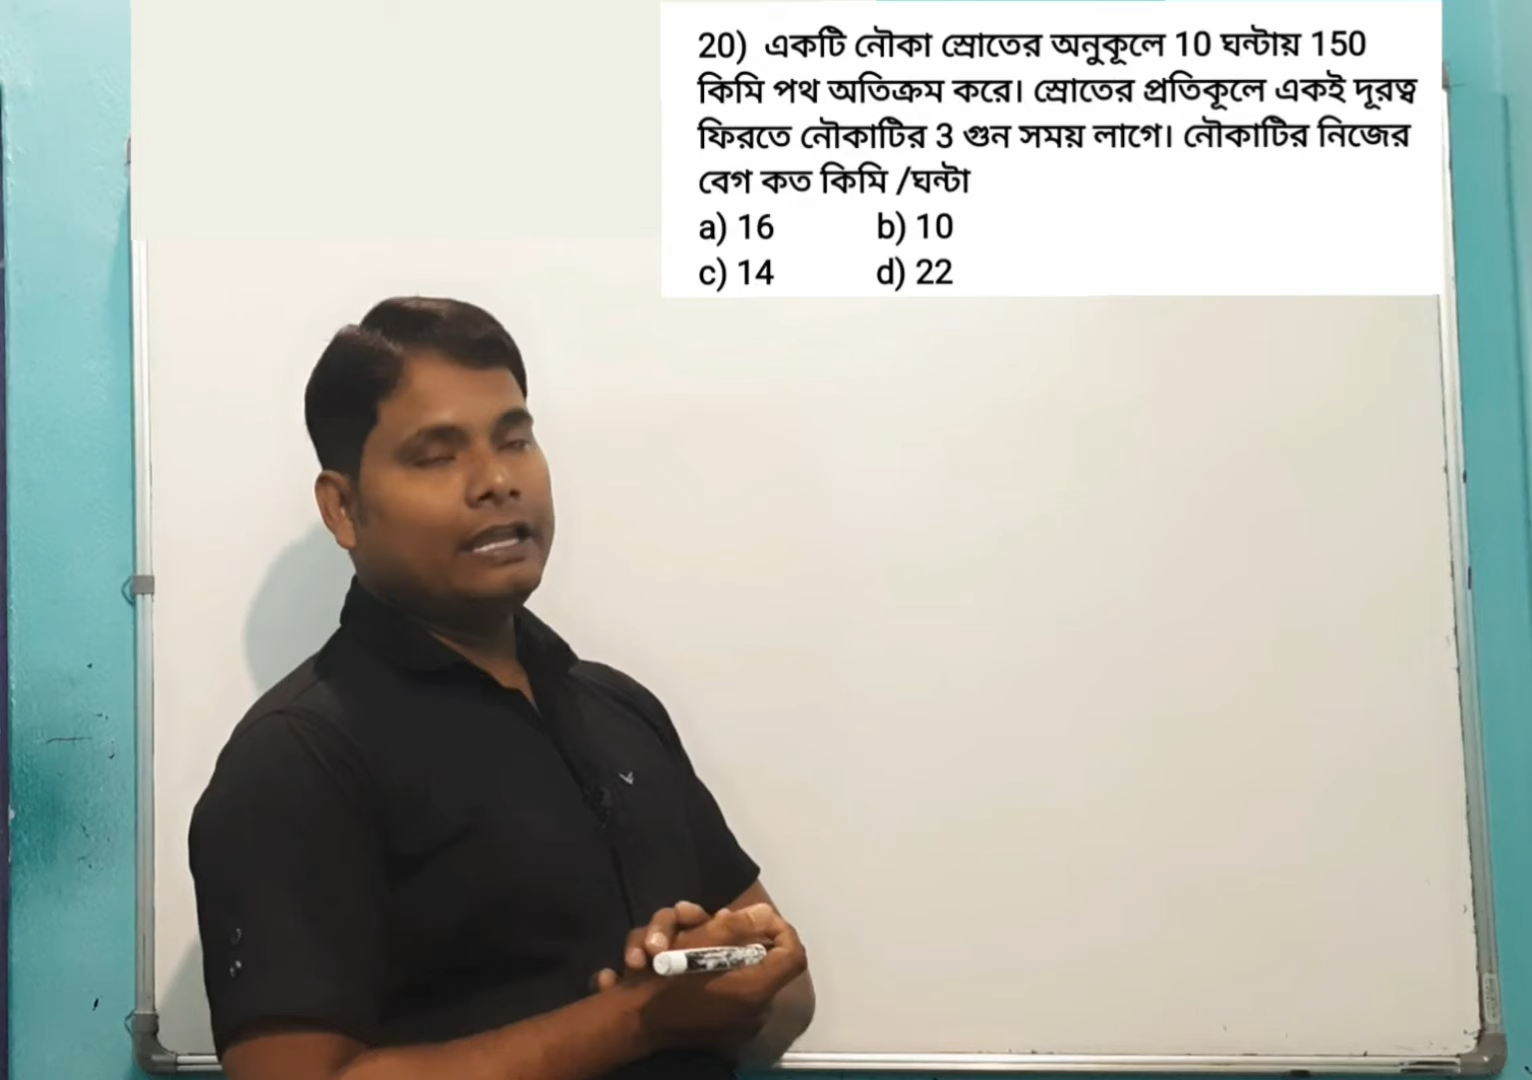 20) একটি নৌকা স্রোতের অনুকূলে 10 ঘন্টায় 150
কিমি পথ অতিক্রম করে। স্রোতের প্রতিকূলে একই দূরত্ব
ফিরতে নৌকাটির 3 গুন সময় লাগে। নৌকাটির নিজের
বেগ কত কিমি /ঘন্টা
a) 16 b) 10
c) 14 d) 22